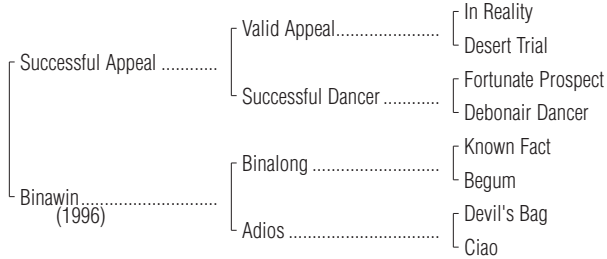 In Reality
Valid Appeal......................
Desert Trial
Successful Appeal ............
Fortunate Prospect
Successful Dancer ............
Debonair Dancer
Known Fact
Binalong ...........................
Begum
Binawin.............................
(1996)
Devil's Bag
Adios ................................
Ciao